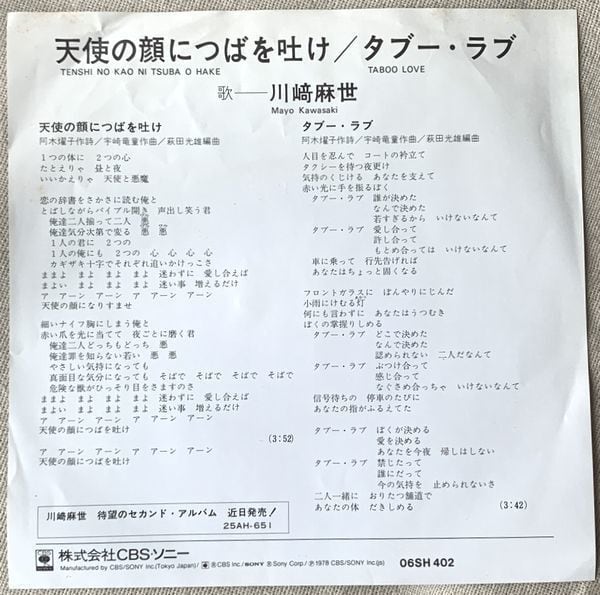 天使の顔につばを吐け／タブー・ラブ
TENSHI NO KAO NI TSUBA O HAKE
TABOO LOVE
歌──川﨑麻世
Mayo Kawasaki
天使の顔につばを吐け
阿木燿子作詩／宇崎竜童作曲／萩田光雄編曲
１つの体に　２つの心
たとえりゃ　昼と夜
いいかえりゃ　天使と悪魔
恋の辞書をさかさに読む俺と
とばしながらバイブル開き　声出し笑う君
俺達二人揃って二人　悪
俺達気分次第で変る　悪　悪
１人の君に　２つの
１人の俺にも　２つの　心　心　心　心
カギザギ十字でそれぞれ追いかけっこさ
ままよ　まよ　まよ　まよ　迷わずに　愛し合えば
まよい　まよ　まよ　まよ　迷い事　増えるだけ
ア　アアーン　アアーン　ア　アアーン　アアーン
天使の顔になりすませ
細いナイフ胸にしまう俺と
赤い爪を光に当てて　夜ごとに磨く君
俺達二人どっちもどっち　悪
俺達罪を知らない若い　悪　悪
やさしい気持になっても
真面目な気分になっても　そばで　そばで　そばで　そばで
危険な獣がひっそり目をさますのさ
ままよ　まよ　まよ　まよ　迷わずに　愛し合えば
まよい　まよ　まよ　まよ　迷い事　増えるだけ
ア　アアーン　アアーン　ア　アアーン　アアーン
天使の顔につばを吐け
(3:52)
ア　アアーン　アアーン　ア　アアーン　アアーン
天使の顔につばを吐け
川﨑麻世　待望のセカンド・アルバム　近日発売！
25AH-651
タブー・ラブ
阿木燿子作詩／宇崎竜童作曲／萩田光雄編曲
人目を忍んで　コートの衿立て
タクシーを待つ夜更け
気持のくじける　あなたを支えて
赤い光に手を振るぼく
タブー・ラブ　誰が決めた
なんで決めた
若すぎるから　いけないなんて
タブー・ラブ　愛し合って
許し合って
もとめ合っては　いけないなんて
車に乗って　行先告げれば
あなたはちょっと固くなる
フロントガラスに　ぼんやりにじんだ
小雨にけむる灯
何にも言わずに　あなたはうつむき
ぼくの掌握りしめる
タブー・ラブ　どこで決めた
なんで決めた
認められない　二人だなんて
タブー・ラブ　ぶつけ合って
感じ合って
なぐさめ合っちゃ　いけないなんて
信号待ちの　停車のたびに
あなたの指がふるえてた
タブー・ラブ　ぼくが決める
愛を決める
あなたを今夜　帰しはしない
タブー・ラブ　禁じたって
誰にだって
今の気持を　止められないさ
二人一緒に　おりたつ舗道で
あなたの体　だきしめる
(3:42)
CBS SONY
株式会社CBS・ソニー
Manufactured by CBS/SONY Inc.(Tokyo Japan)／ⓇCBS Inc./SONY ⓇSony Corp./Ⓟ1978 CBS/SONY Inc.(js)
06SH 402